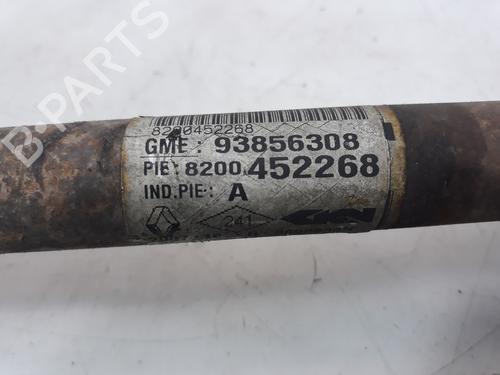 8200452268
GME : 93856308
PIE : 8200 452268
IND.PIE : A
241 GKN
B-PARTS